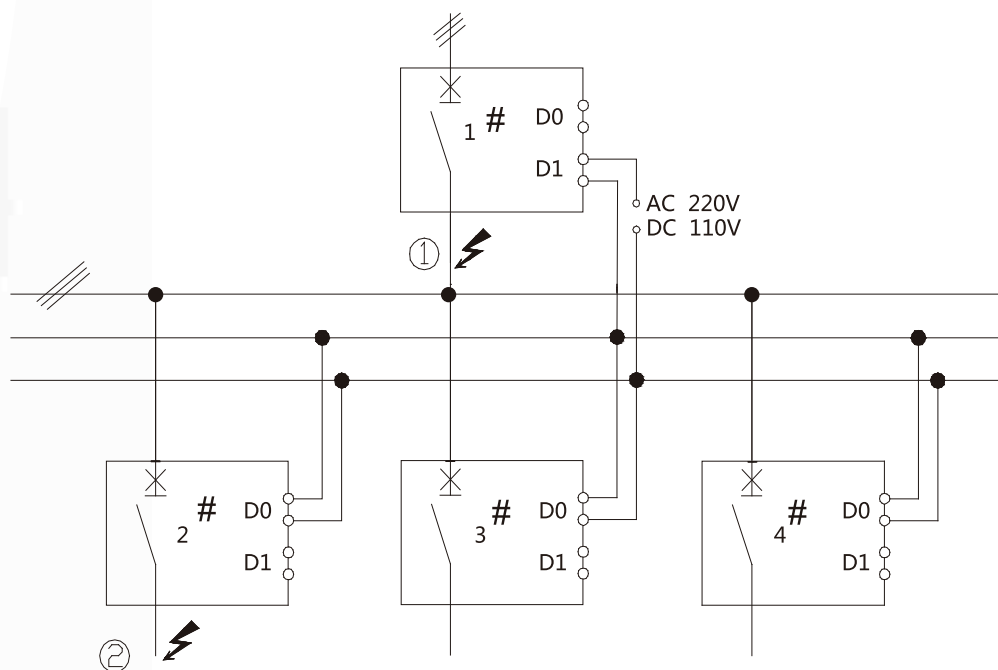 1 # D0
D1
AC 220V
DC 110V
①
2 # D0
D1
3 # D0
D1
4 # D0
D1
②